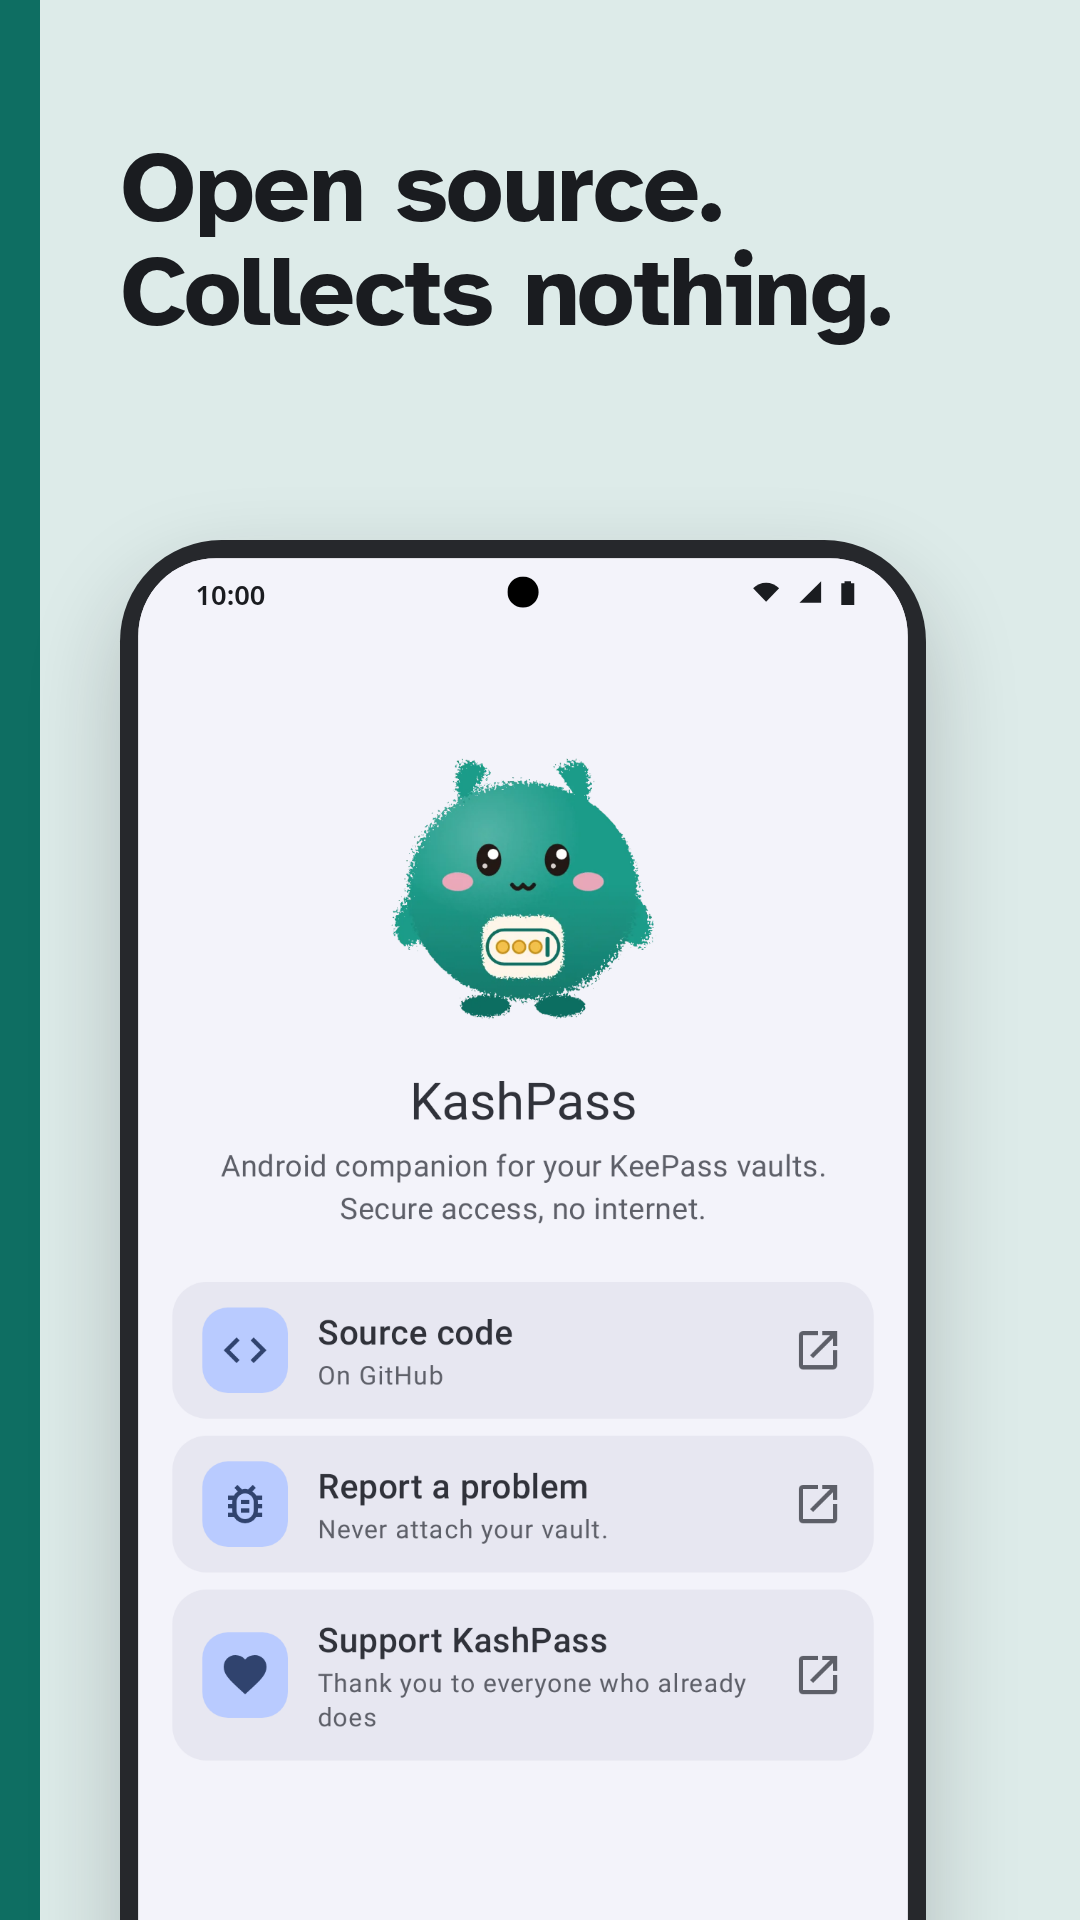 Open source.
Collects nothing.
10:00
KashPass
Android companion for your KeePass vaults.
Secure access, no internet.
Source code
On GitHub
Report a problem
Never attach your vault.
Support KashPass
Thank you to everyone who already
does